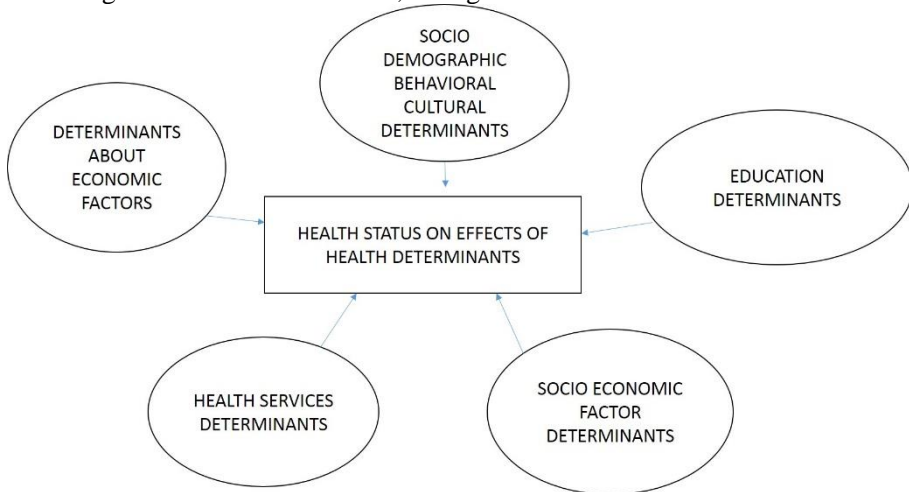 SOCIO
DEMOGRAPHIC
BEHAVIORAL
CULTURAL
DETERMINANTS
DETERMINANTS
ABOUT
ECONOMIC
FACTORS
EDUCATION
DETERMINANTS
HEALTH STATUS ON EFFECTS OF
HEALTH DETERMINANTS
HEALTH SERVICES
DETERMINANTS
SOCIO ECONOMIC
FACTOR
DETERMINANTS